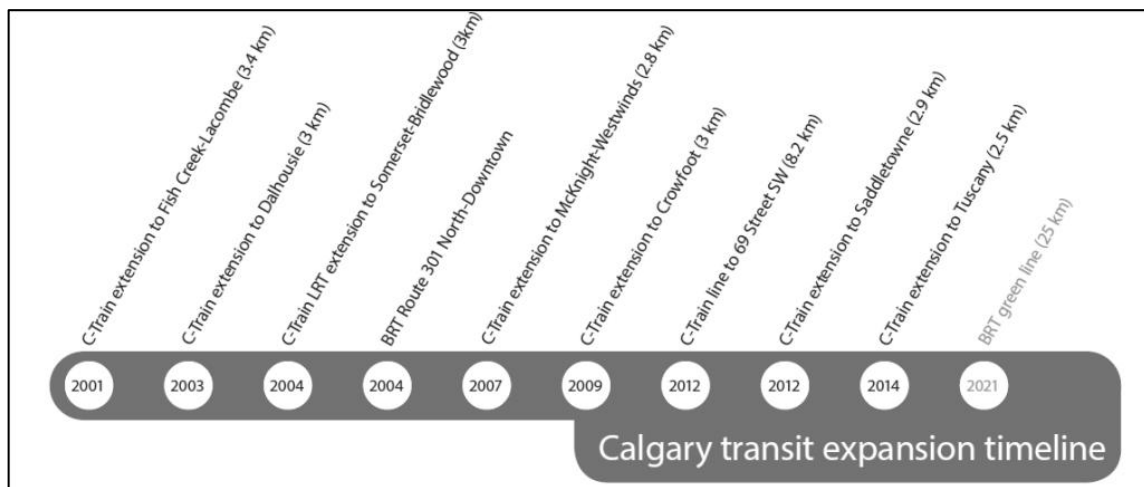 C-Train extension to Fish Creek-Lacombe (3.4 km)
C-Train extension to Dalhousie (3 km)
C-Train LRT extension to Somerset-Bridlewood (3km)
BRT Route 301 North-Downtown
C-Train extension to McKnight-Westwinds (2.8 km)
C-Train extension to Crowfoot (3 km)
C-Train line to 69 Street SW (8.2 km)
C-Train extension to Saddletowne (2.9 km)
C-Train extension to Tuscany (2.5 km)
BRT green line (25 km)
2001
2003
2004
2004
2007
2009
2012
2012
2014
2021
Calgary transit expansion timeline